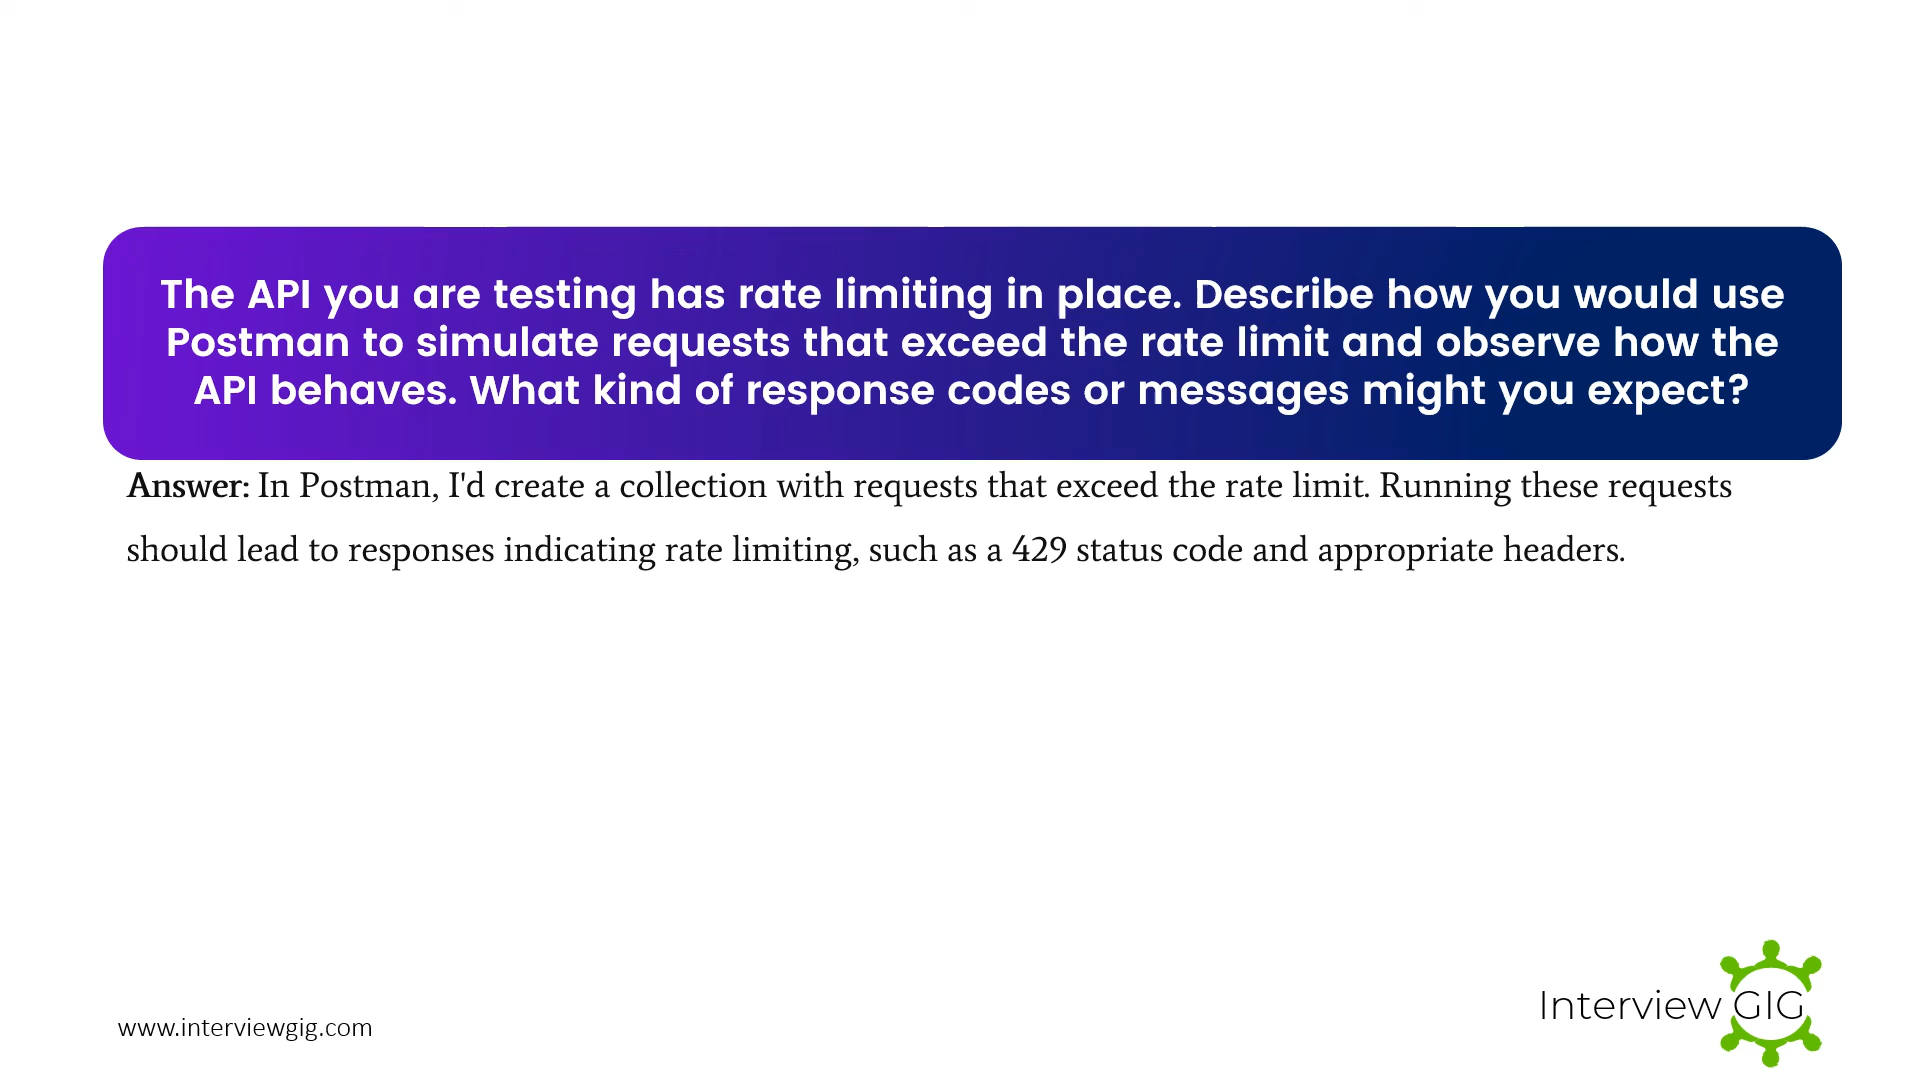 The API you are testing has rate limiting in place. Describe how you would use
Postman to simulate requests that exceed the rate limit and observe how the
API behaves. What kind of response codes or messages might you expect?
Answer: In Postman, I'd create a collection with requests that exceed the rate limit. Running these requests
should lead to responses indicating rate limiting, such as a 429 status code and appropriate headers.
www.interviewgig.com
Interview GIG